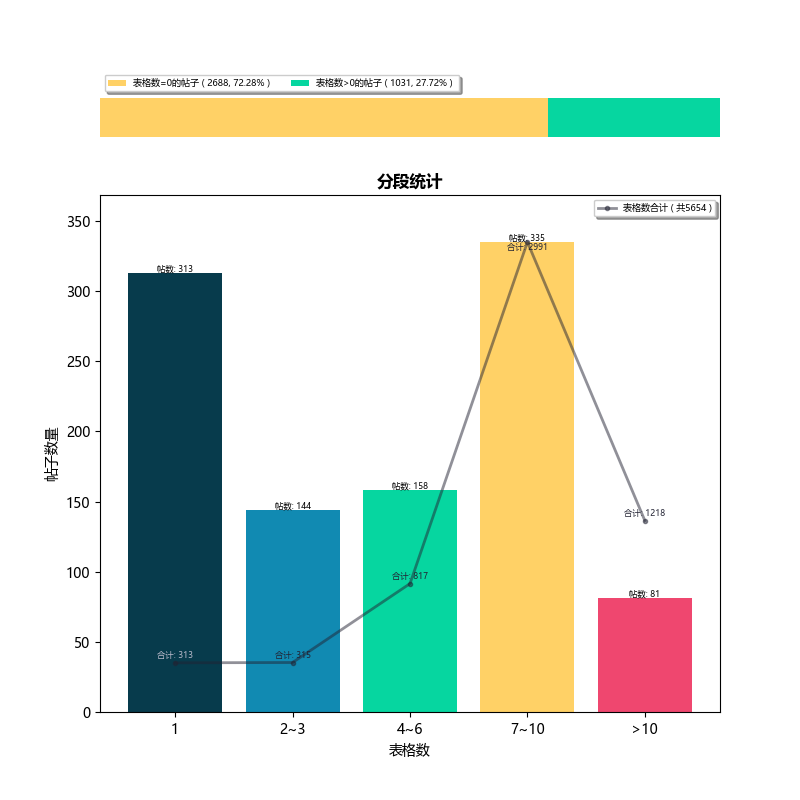 表格数=0的帖子 ( 2688, 72.28% )
表格数>0的帖子 ( 1031, 27.72% )
分段统计
表格数合计 ( 共5654 )
帖子数量
350
300
250
200
150
100
50
0
帖数: 313
帖数: 144
帖数: 158
帖数: 335
帖数: 81
合计: 313
合计: 315
合计: 817
合计: 2991
合计: 1218
1
2~3
4~6
7~10
>10
表格数